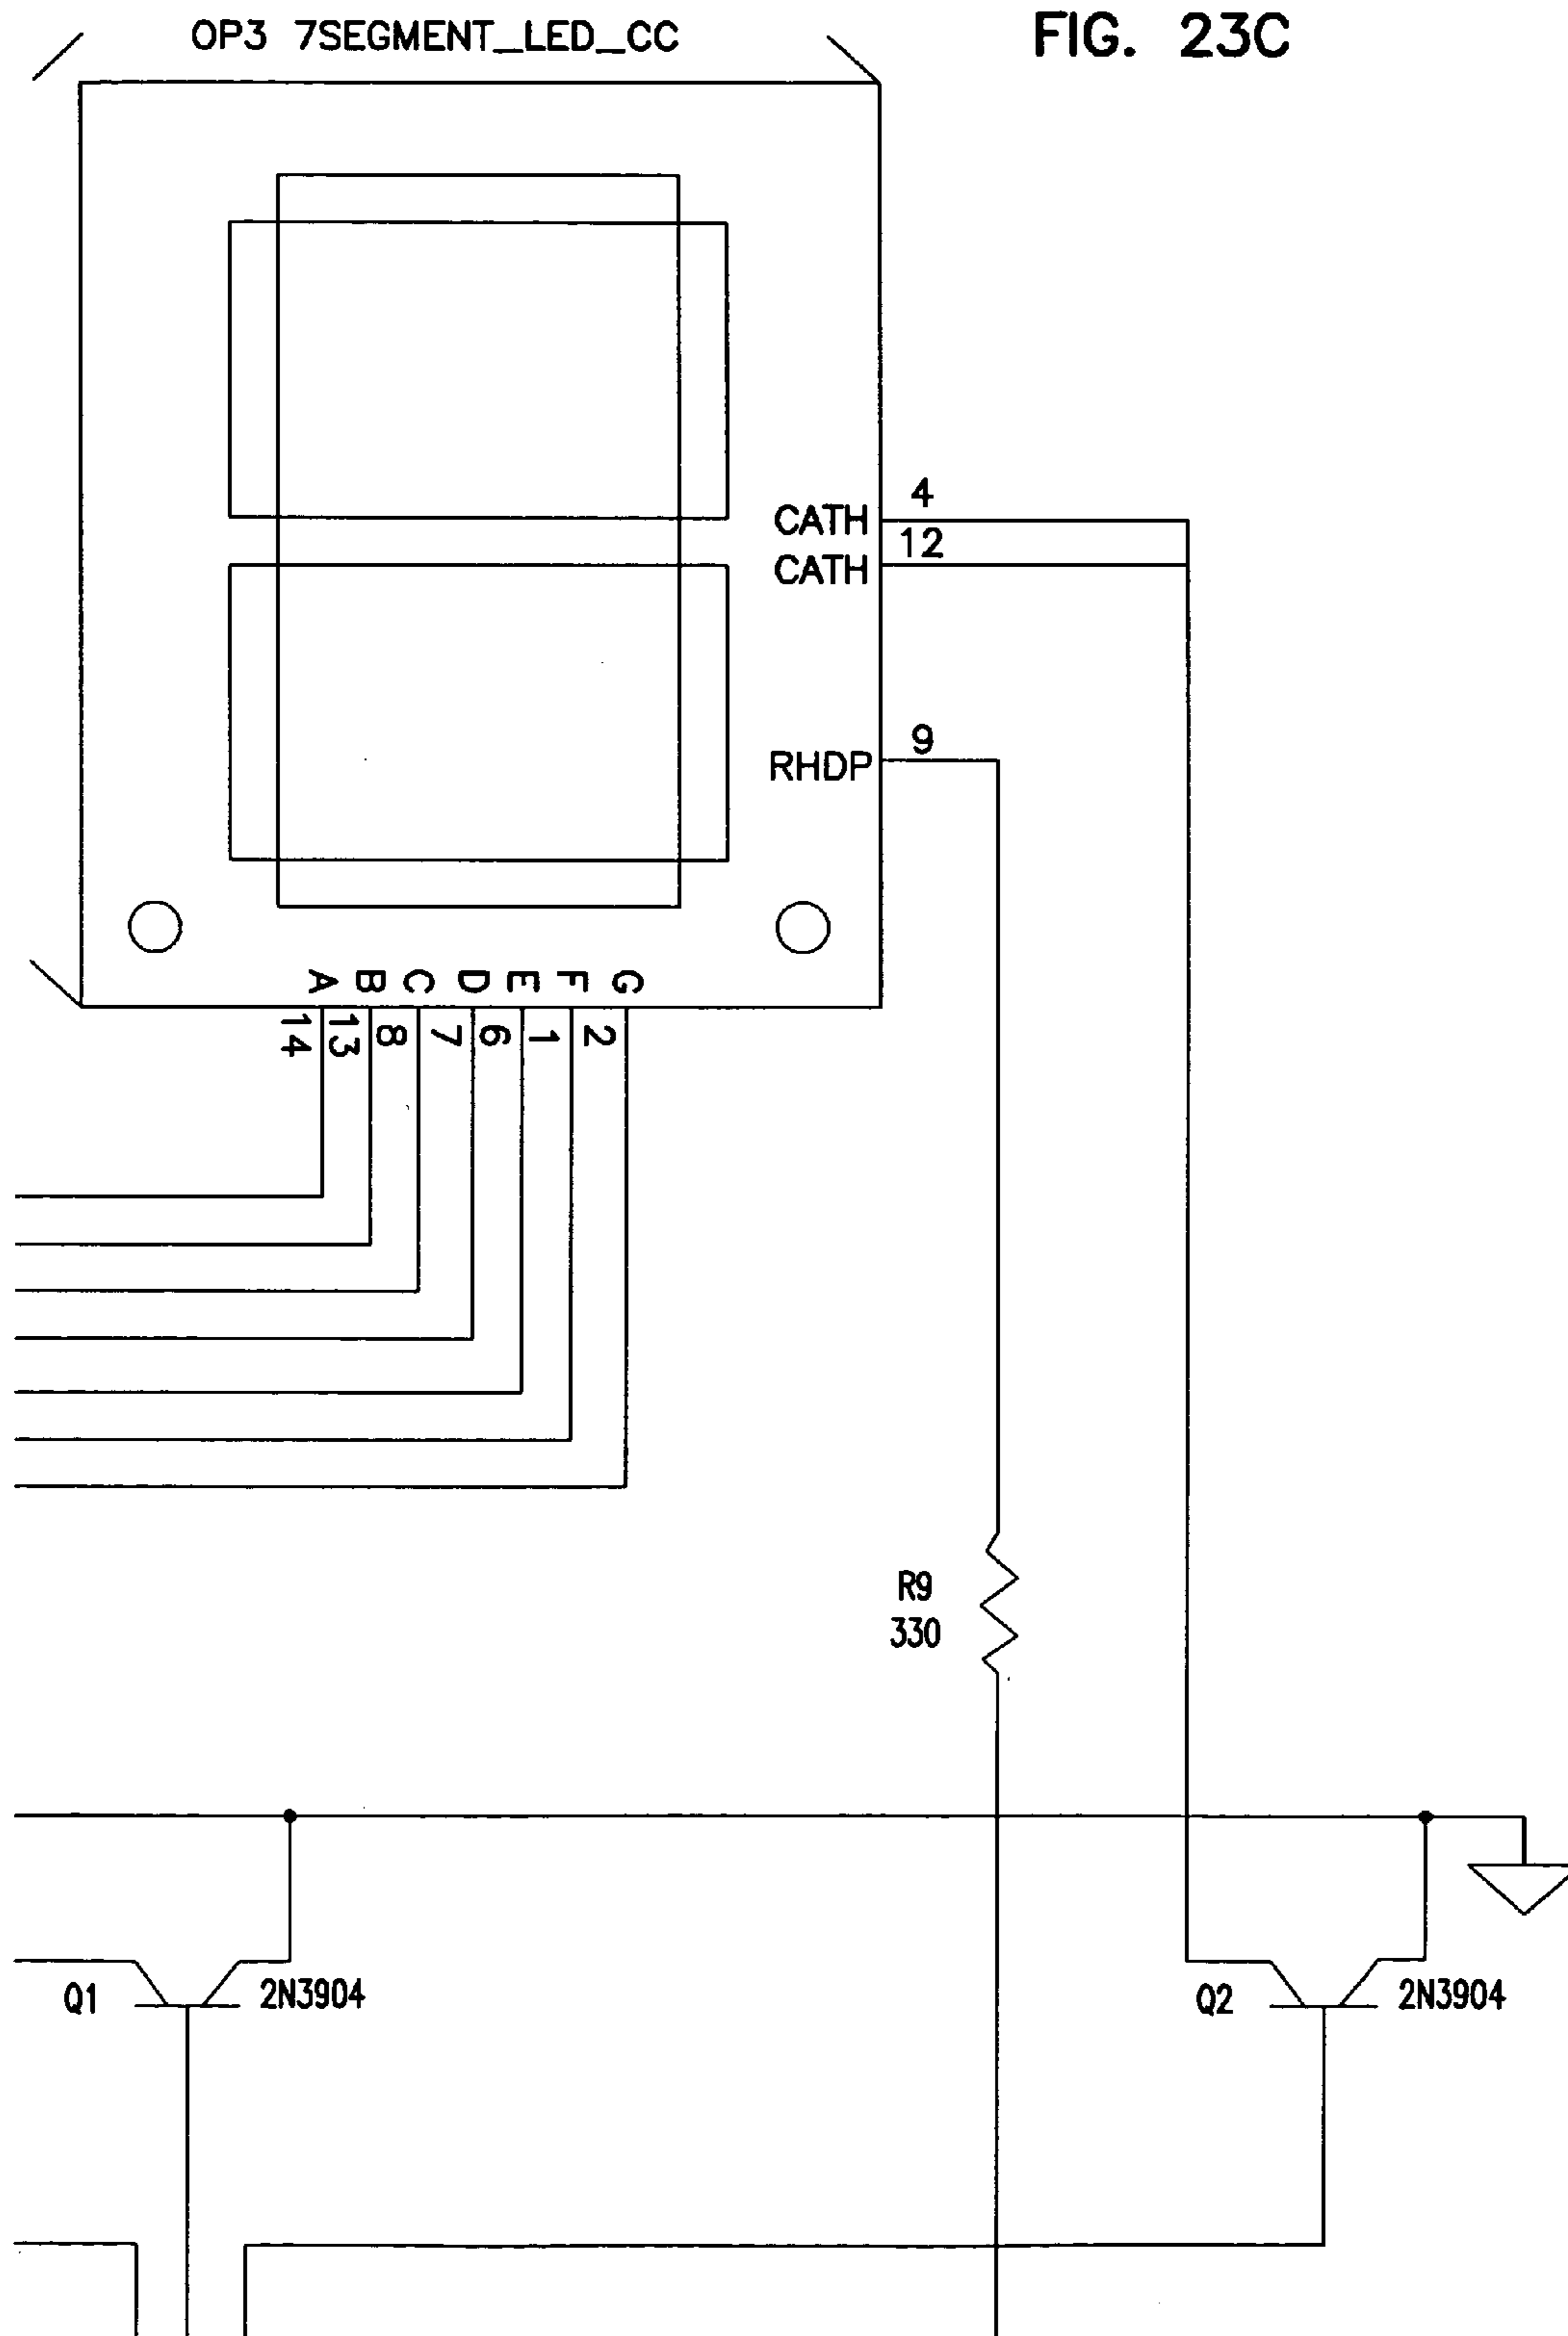 OP3 7SEGMENT_LED_CC
FIG. 23C
4
CATH
12
CATH
9
RHDP
A B C D E F G
14 13 8 7 6 1 2
R9
330
Q1
2N3904
Q2
2N3904